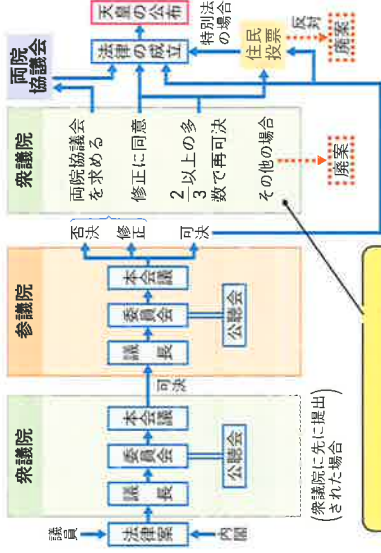 議員
法律案
内閣
衆議院
議長
委員会
公聴会
本会議
(衆議院に先に提出
された場合)
可決
参議院
議長
委員会
公聴会
本会議
否決
修正
可決
衆議院
両院協議会
を求める
修正に同意
2/3以上の多
数で再可決
その他の場合
廃案
両院
協議会
法律の成立
天皇の公布
特別法
の場合
住民
投票
反対
廃案